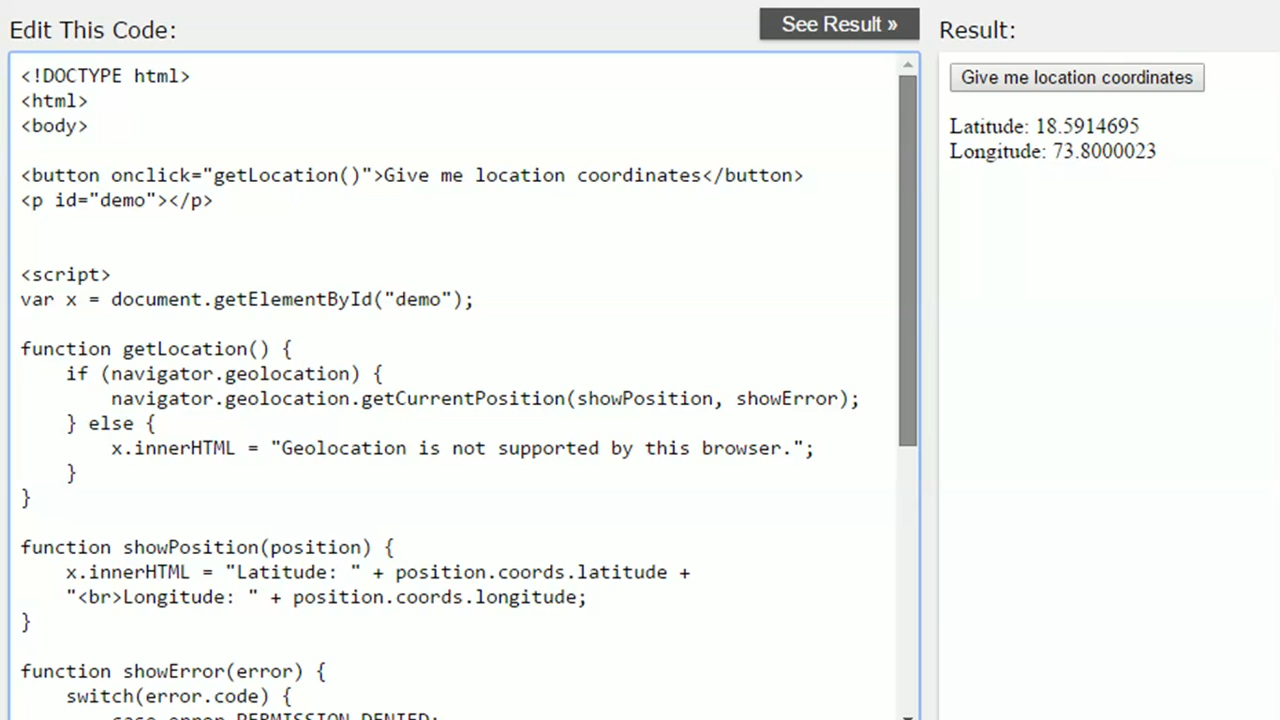 Edit This Code:
See Result »
Result:
<!DOCTYPE html>
<html>
<body>
<button onclick="getLocation()">Give me location coordinates</button>
<p id="demo"></p>
<script>
var x = document.getElementById("demo");
function getLocation() {
    if (navigator.geolocation) {
        navigator.geolocation.getCurrentPosition(showPosition, showError);
    } else {
        x.innerHTML = "Geolocation is not supported by this browser.";
    }
}
function showPosition(position) {
    x.innerHTML = "Latitude: " + position.coords.latitude +
    "<br>Longitude: " + position.coords.longitude;
}
function showError(error) {
    switch(error.code) {
        case error.PERMISSION_DENIED:
Give me location coordinates
Latitude: 18.5914695
Longitude: 73.8000023